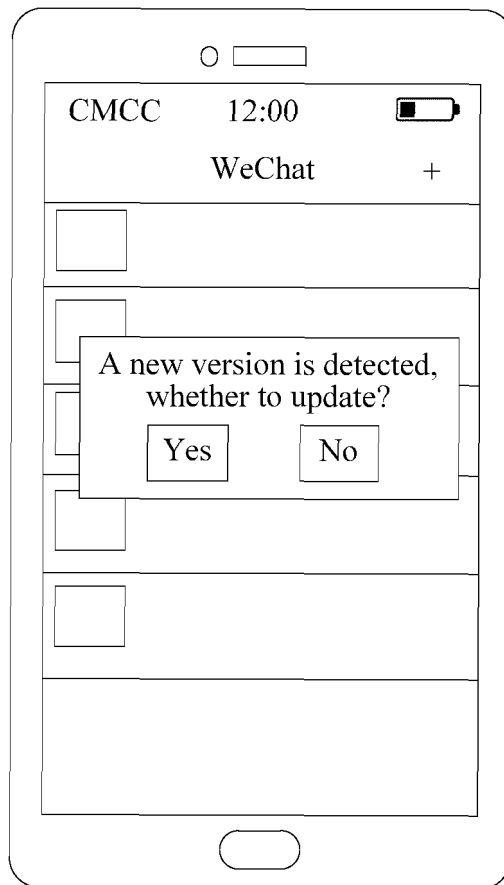 CMCC 12:00
WeChat +
A new version is detected,
whether to update?
Yes No